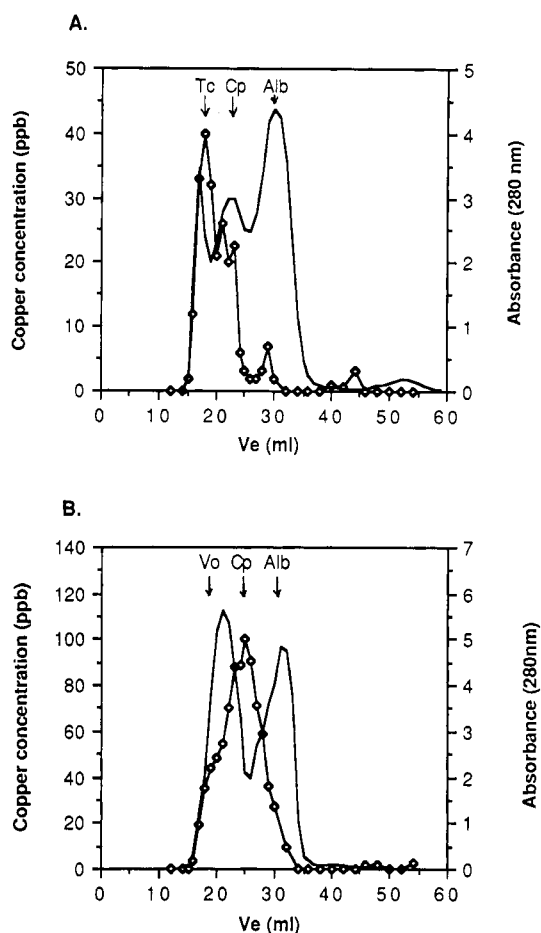 A.
Copper concentration (ppb)
50
40
30
20
10
0
Tc Cp Alb
5
4
3
2
1
0
Absorbance (280 nm)
0 10 20 30 40 50 60
Ve (ml)
B.
Copper concentration (ppb)
140
120
100
80
60
40
20
0
Vo Cp Alb
7
6
5
4
3
2
1
0
Absorbance (280nm)
0 10 20 30 40 50 60
Ve (ml)